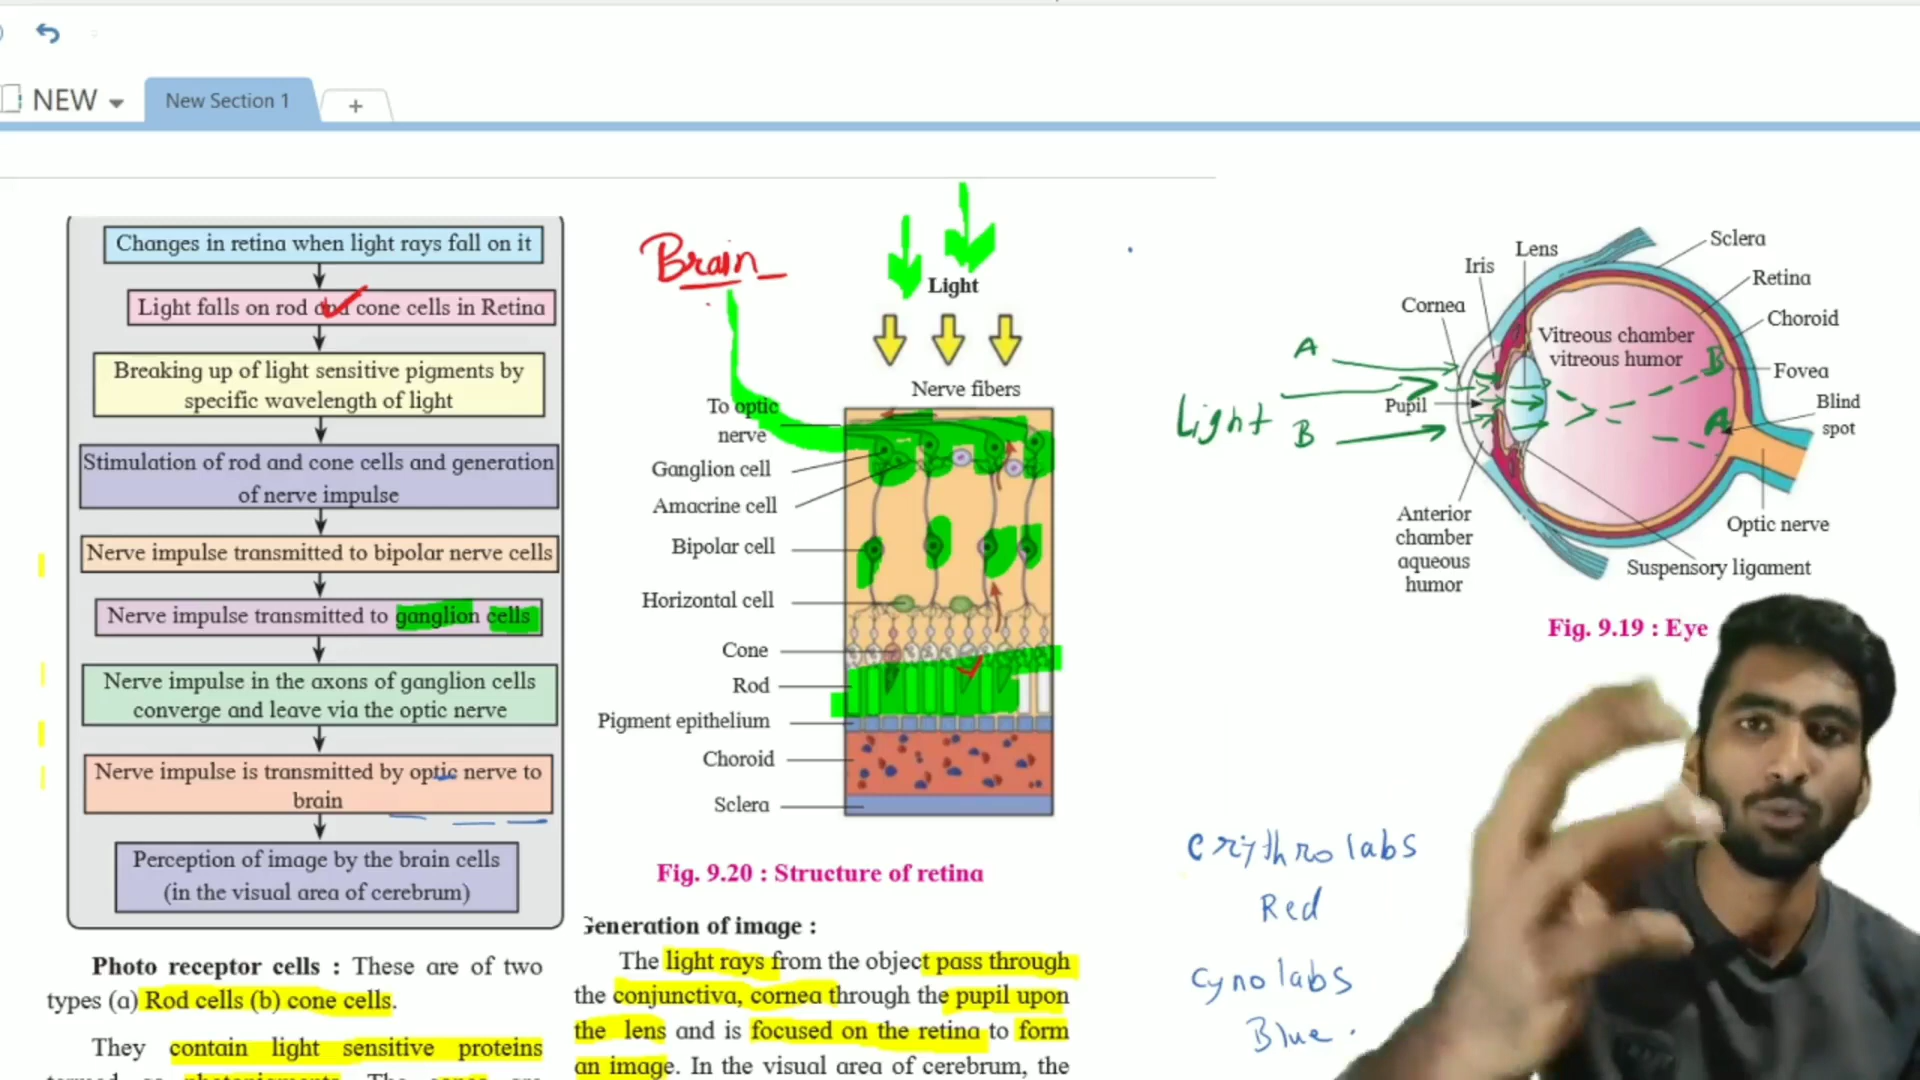 NEW
New Section 1
+
Changes in retina when light rays fall on it
Light falls on rod and cone cells in Retina
Breaking up of light sensitive pigments by
specific wavelength of light
Stimulation of rod and cone cells and generation
of nerve impulse
Nerve impulse transmitted to bipolar nerve cells
Nerve impulse transmitted to ganglion cells
Nerve impulse in the axons of ganglion cells
converge and leave via the optic nerve
Nerve impulse is transmitted by optic nerve to
brain
Perception of image by the brain cells
(in the visual area of cerebrum)
Photo receptor cells : These are of two
types (a) Rod cells (b) cone cells.
They contain light sensitive proteins
Brain
Light
Nerve fibers
To optic
nerve
Ganglion cell
Amacrine cell
Bipolar cell
Horizontal cell
Cone
Rod
Pigment epithelium
Choroid
Sclera
Fig. 9.20 : Structure of retina
Generation of image :
The light rays from the object pass through
the conjunctiva, cornea through the pupil upon
the lens and is focused on the retina to form
an image. In the visual area of cerebrum, the
Lens
Iris
Cornea
Sclera
Retina
Choroid
Vitreous chamber
vitreous humor
Fovea
Blind
spot
Pupil
A
Light
B
B
A
Anterior
chamber
aqueous
humor
Optic nerve
Suspensory ligament
Fig. 9.19 : Eye
erythrolabs
Red
cynolabs
Blue.